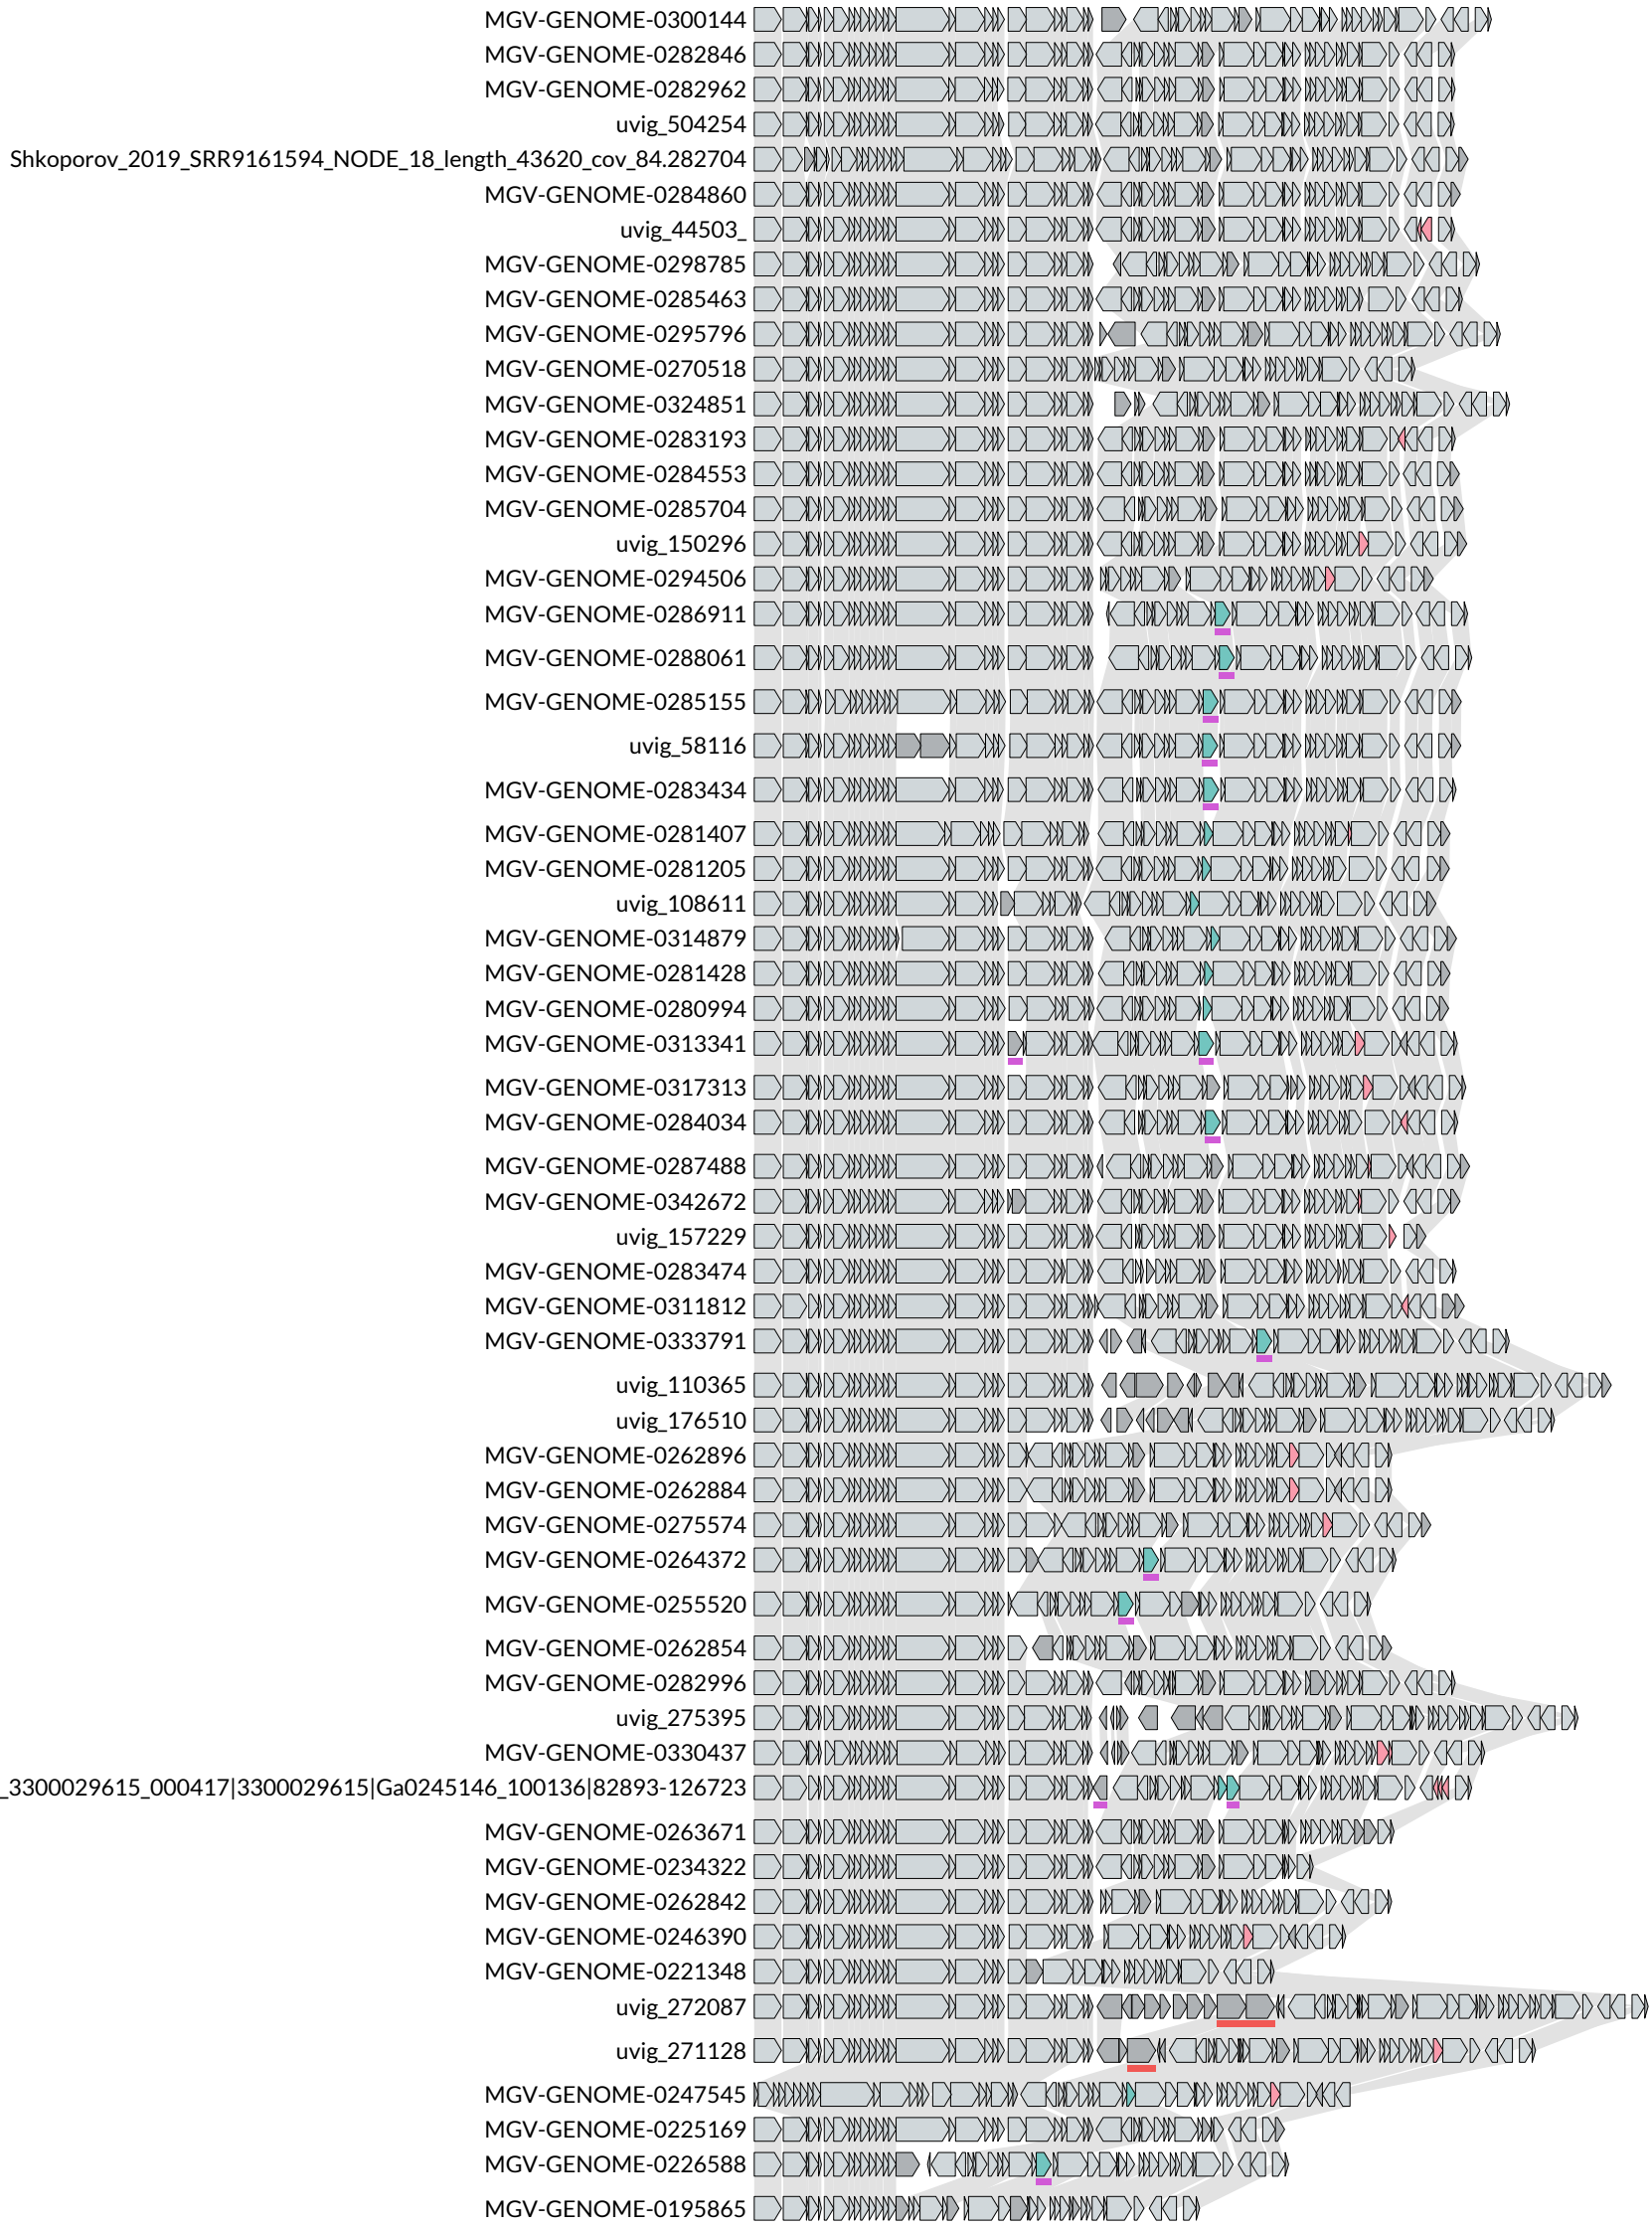 MGV-GENOME-0300144
MGV-GENOME-0282846
MGV-GENOME-0282962
uvig_504254
Shkoporov_2019_SRR9161594_NODE_18_length_43620_cov_84.282704
MGV-GENOME-0284860
uvig_44503_
MGV-GENOME-0298785
MGV-GENOME-0285463
MGV-GENOME-0295796
MGV-GENOME-0270518
MGV-GENOME-0324851
MGV-GENOME-0283193
MGV-GENOME-0284553
MGV-GENOME-0285704
uvig_150296
MGV-GENOME-0294506
MGV-GENOME-0286911
MGV-GENOME-0288061
MGV-GENOME-0285155
uvig_58116
MGV-GENOME-0283434
MGV-GENOME-0281407
MGV-GENOME-0281205
uvig_108611
MGV-GENOME-0314879
MGV-GENOME-0281428
MGV-GENOME-0280994
MGV-GENOME-0313341
MGV-GENOME-0317313
MGV-GENOME-0284034
MGV-GENOME-0287488
MGV-GENOME-0342672
uvig_157229
MGV-GENOME-0283474
MGV-GENOME-0311812
MGV-GENOME-0333791
uvig_110365
uvig_176510
MGV-GENOME-0262896
MGV-GENOME-0262884
MGV-GENOME-0275574
MGV-GENOME-0264372
MGV-GENOME-0255520
MGV-GENOME-0262854
MGV-GENOME-0282996
uvig_275395
MGV-GENOME-0330437
_3300029615_000417|3300029615|Ga0245146_100136|82893-126723
MGV-GENOME-0263671
MGV-GENOME-0234322
MGV-GENOME-0262842
MGV-GENOME-0246390
MGV-GENOME-0221348
uvig_272087
uvig_271128
MGV-GENOME-0247545
MGV-GENOME-0225169
MGV-GENOME-0226588
MGV-GENOME-0195865